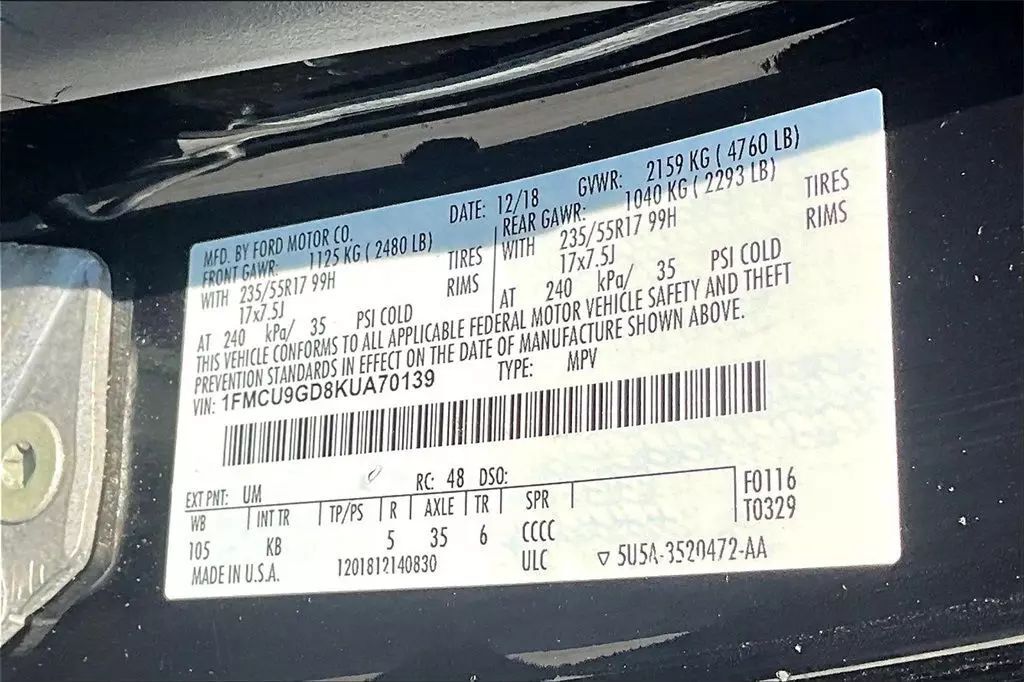 MFD. BY FORD MOTOR CO.
DATE: 12/18
GVWR: 2159 KG ( 4760 LB)
FRONT GAWR: 1125 KG ( 2480 LB)
REAR GAWR: 1040 KG ( 2293 LB)
WITH 235/55R17 99H TIRES
WITH 235/55R17 99H TIRES
17x7.5J RIMS
17x7.5J RIMS
AT 240 kPa/ 35 PSI COLD
AT 240 kPa/ 35 PSI COLD
THIS VEHICLE CONFORMS TO ALL APPLICABLE FEDERAL MOTOR VEHICLE SAFETY AND THEFT
PREVENTION STANDARDS IN EFFECT ON THE DATE OF MANUFACTURE SHOWN ABOVE.
VIN: 1FMCU9GD8KUA70139
TYPE: MPV
EXT PNT: UM RC: 48 DSO:
F0116
WB INT TR TP/PS R AXLE TR SPR
T0329
105 KB 5 35 6 CCCC
MADE IN U.S.A. 1201812140830 ULC 5U5A-3520472-AA